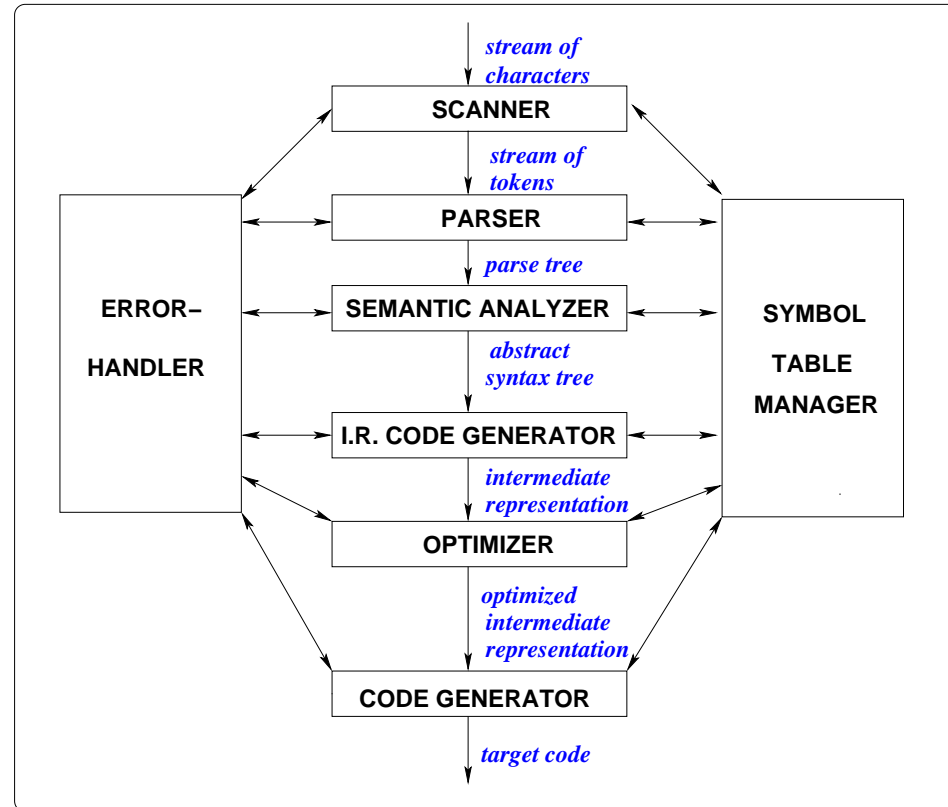 stream of
characters
SCANNER
stream of
tokens
PARSER
parse tree
SEMANTIC ANALYZER
abstract
syntax tree
I.R. CODE GENERATOR
intermediate
representation
OPTIMIZER
optimized
intermediate
representation
CODE GENERATOR
target code
ERROR−
HANDLER
SYMBOL
TABLE
MANAGER